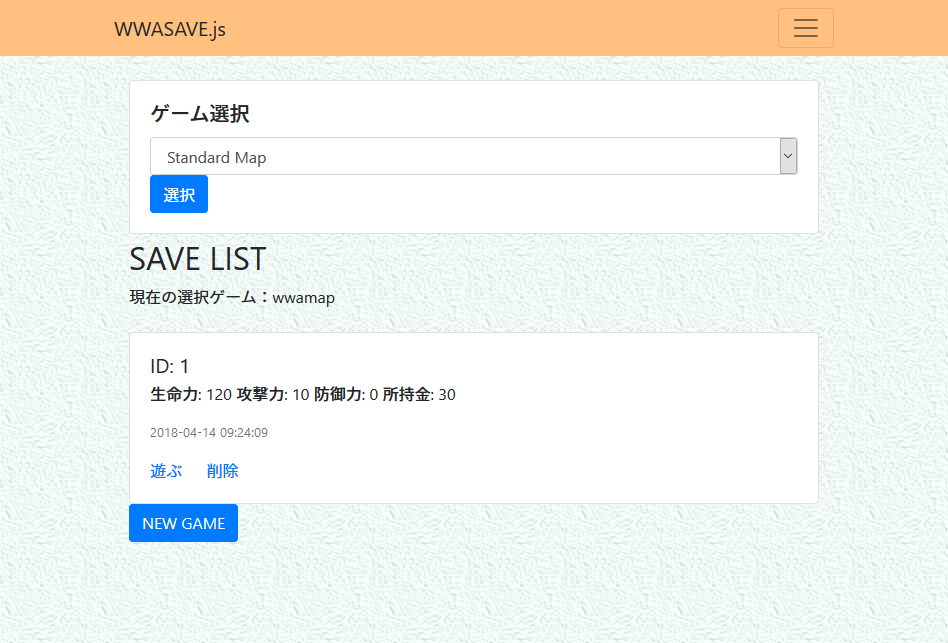 WWASAVE.js
ゲーム選択
Standard Map
選択
SAVE LIST
現在の選択ゲーム：wwamap
ID: 1
生命力: 120 攻撃力: 10 防御力: 0 所持金: 30
2018-04-14 09:24:09
遊ぶ 削除
NEW GAME